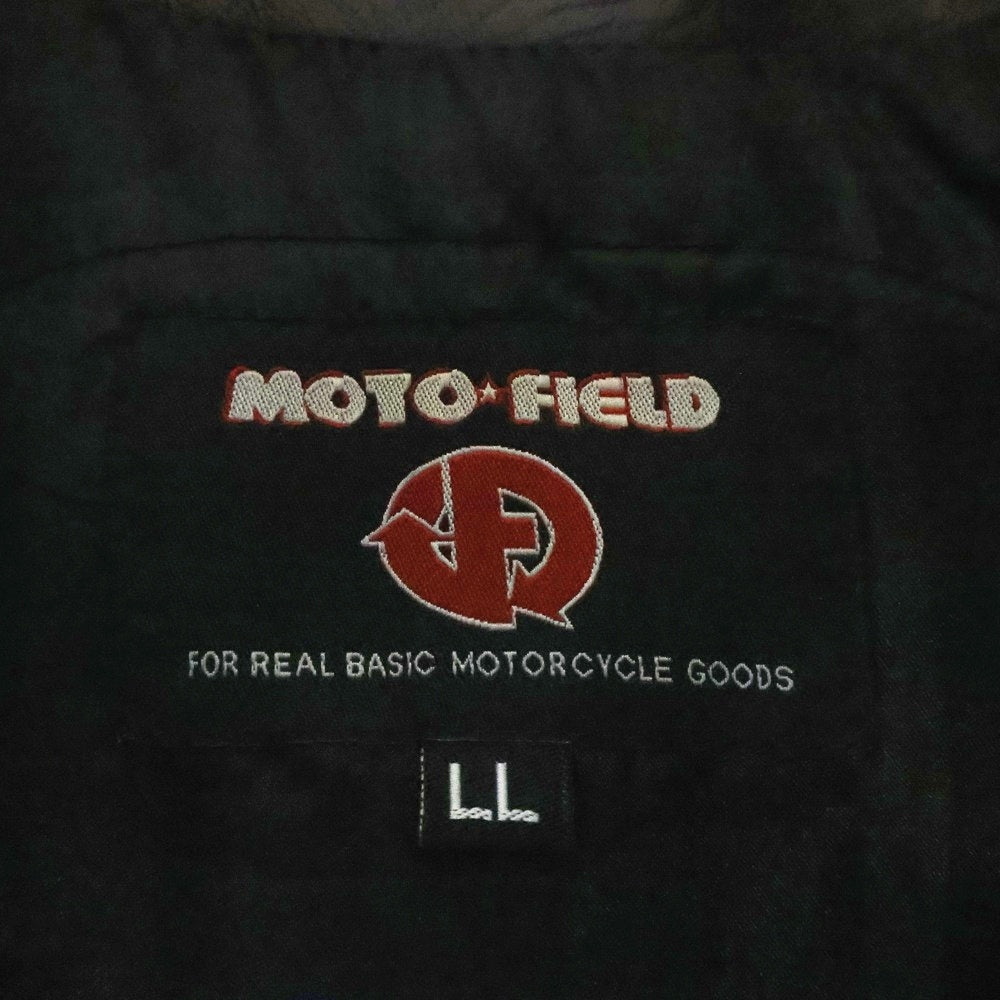 MOTO★FIELD
FOR REAL BASIC MOTORCYCLE GOODS
LL